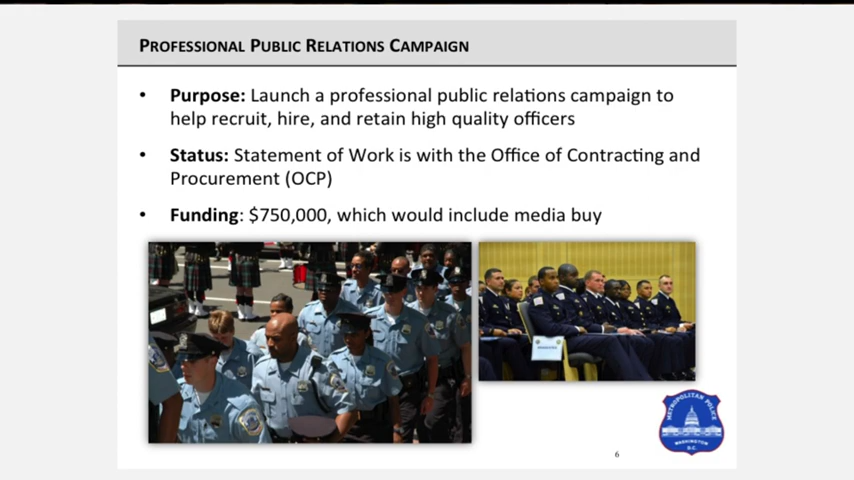 PROFESSIONAL PUBLIC RELATIONS CAMPAIGN
• Purpose: Launch a professional public relations campaign to
help recruit, hire, and retain high quality officers
• Status: Statement of Work is with the Office of Contracting and
Procurement (OCP)
• Funding: $750,000, which would include media buy
METROPOLITAN POLICE
WASHINGTON
D.C.
6